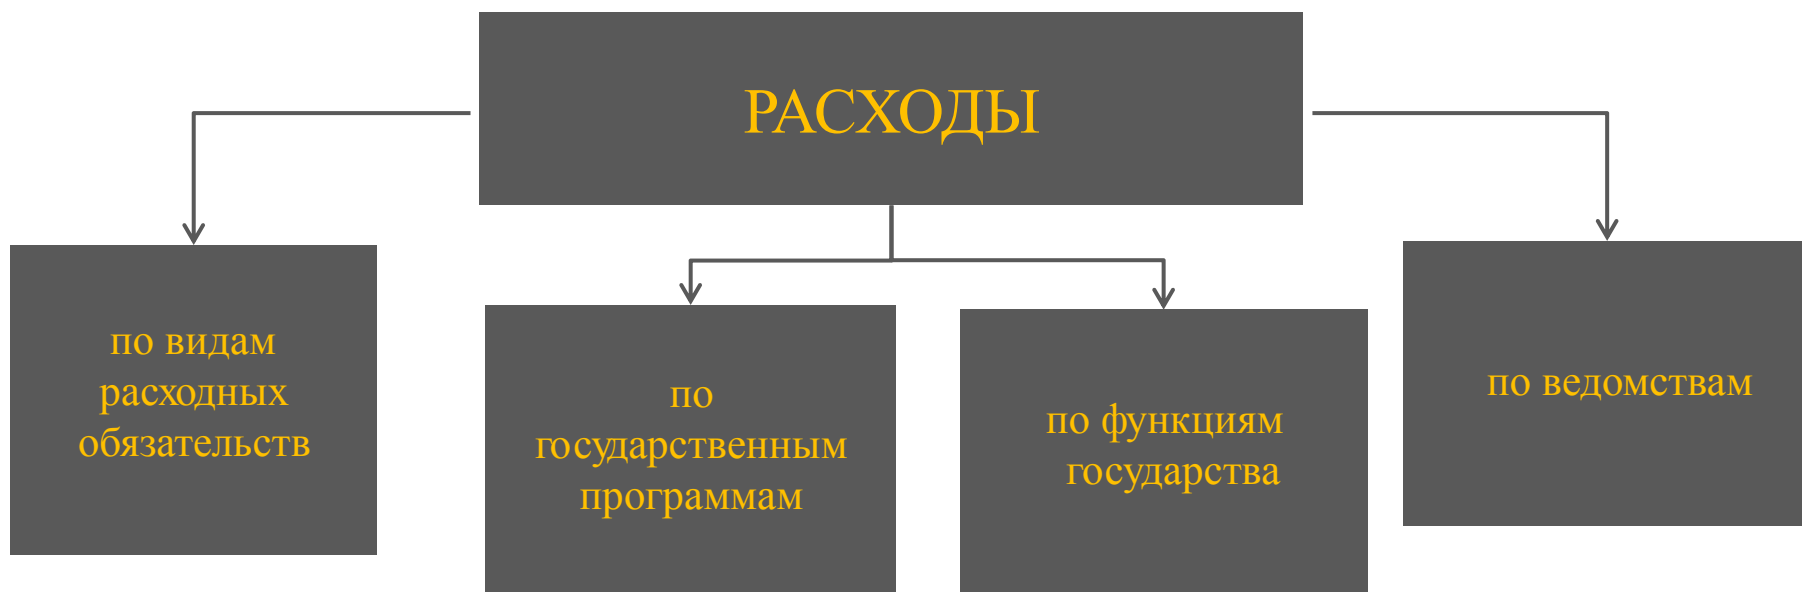 РАСХОДЫ
по видам
расходных
обязательств
по
государственным
программам
по функциям
государства
по ведомствам